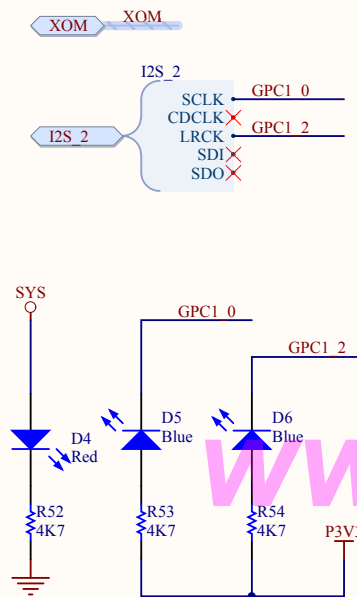 XOM XOM
I2S_2
SCLK GPC1_0
CDCLK
I2S_2 LRCK GPC1_2
SDI
SDO
SYS
GPC1_0
GPC1_2
D4
Red
D5
Blue
D6
Blue
R52
4K7
R53
4K7
R54
4K7
P3V3